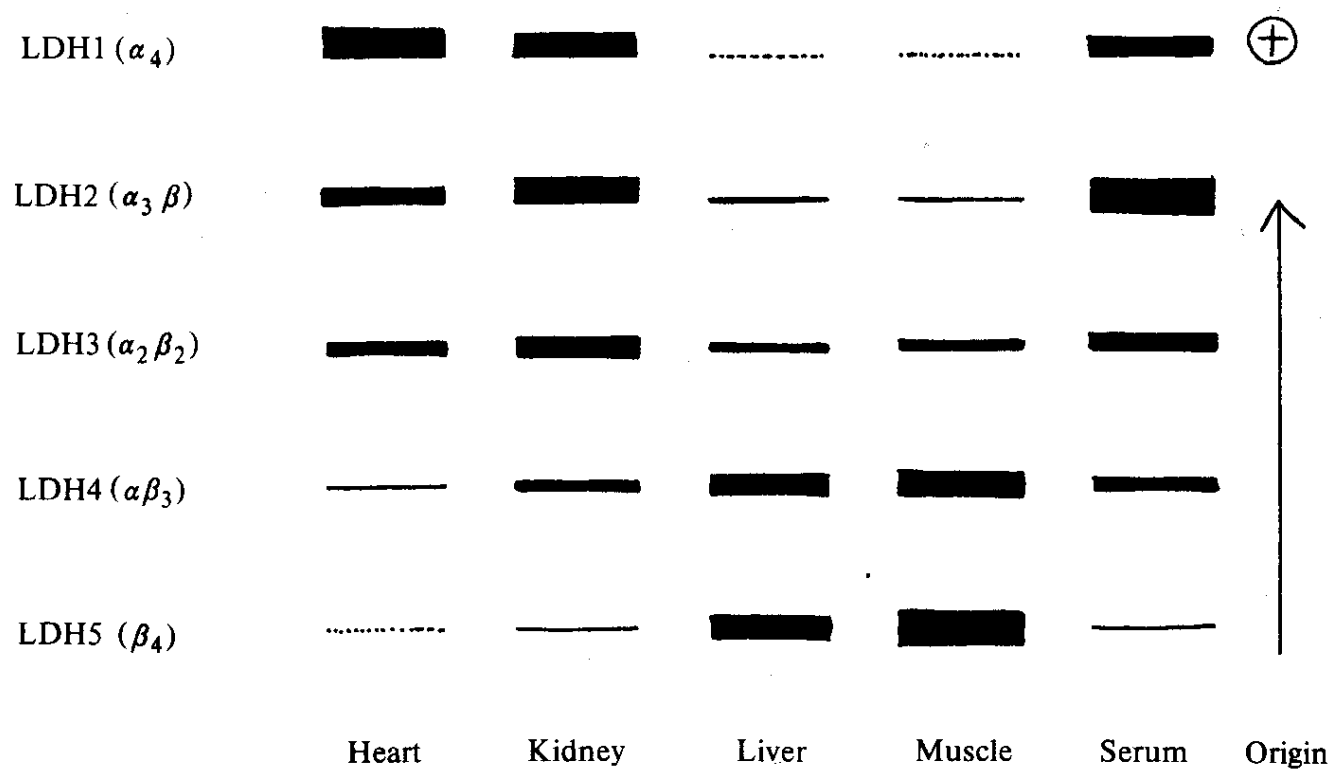 LDH1 (α₄)
⊕
LDH2 (α₃ β)
LDH3 (α₂ β₂)
LDH4 (αβ₃)
LDH5 (β₄)
Heart Kidney Liver Muscle Serum Origin